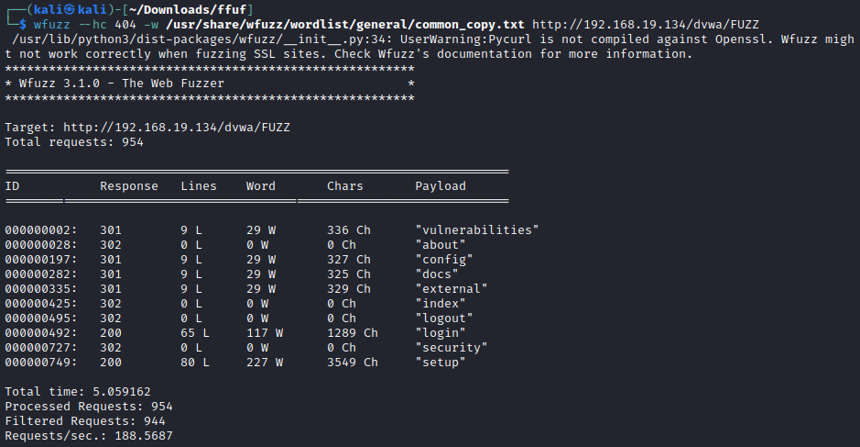 ┌──(kali㉿kali)-[~/Downloads/ffuf]
└─$ wfuzz --hc 404 -w /usr/share/wfuzz/wordlist/general/common_copy.txt http://192.168.19.134/dvwa/FUZZ
/usr/lib/python3/dist-packages/wfuzz/__init__.py:34: UserWarning:Pycurl is not compiled against Openssl. Wfuzz migh
t not work correctly when fuzzing SSL sites. Check Wfuzz's documentation for more information.
********************************************************
* Wfuzz 3.1.0 - The Web Fuzzer                         *
********************************************************
Target: http://192.168.19.134/dvwa/FUZZ
Total requests: 954
=====================================================================
ID           Response   Lines    Word       Chars       Payload
=====================================================================
000000002:   301        9 L      29 W       336 Ch      "vulnerabilities"
000000028:   302        0 L      0 W        0 Ch        "about"
000000197:   301        9 L      29 W       327 Ch      "config"
000000282:   301        9 L      29 W       325 Ch      "docs"
000000335:   301        9 L      29 W       329 Ch      "external"
000000425:   302        0 L      0 W        0 Ch        "index"
000000495:   302        0 L      0 W        0 Ch        "logout"
000000492:   200        65 L     117 W      1289 Ch     "login"
000000727:   302        0 L      0 W        0 Ch        "security"
000000749:   200        80 L     227 W      3549 Ch     "setup"
Total time: 5.059162
Processed Requests: 954
Filtered Requests: 944
Requests/sec.: 188.5687